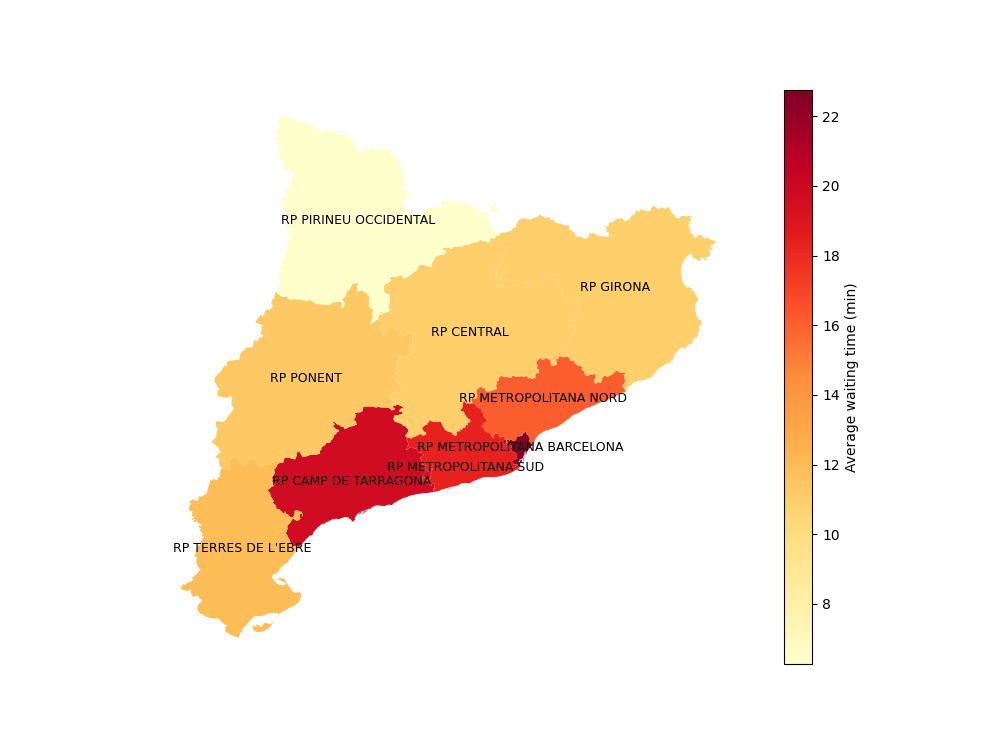 RP PIRINEU OCCIDENTAL
RP GIRONA
RP CENTRAL
RP PONENT
RP METROPOLITANA NORD
RP METROPOLITANA BARCELONA
RP METROPOLITANA SUD
RP CAMP DE TARRAGONA
RP TERRES DE L'EBRE
22
20
18
16
14
12
10
8
Average waiting time (min)